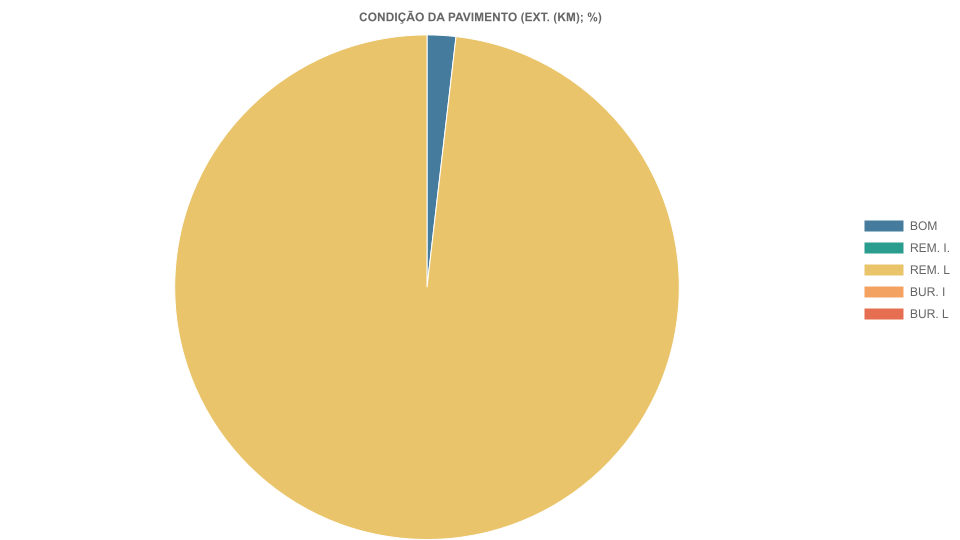 CONDIÇÃO DA PAVIMENTO (EXT. (KM); %)
BOM
REM. I.
REM. L
BUR. I
BUR. L